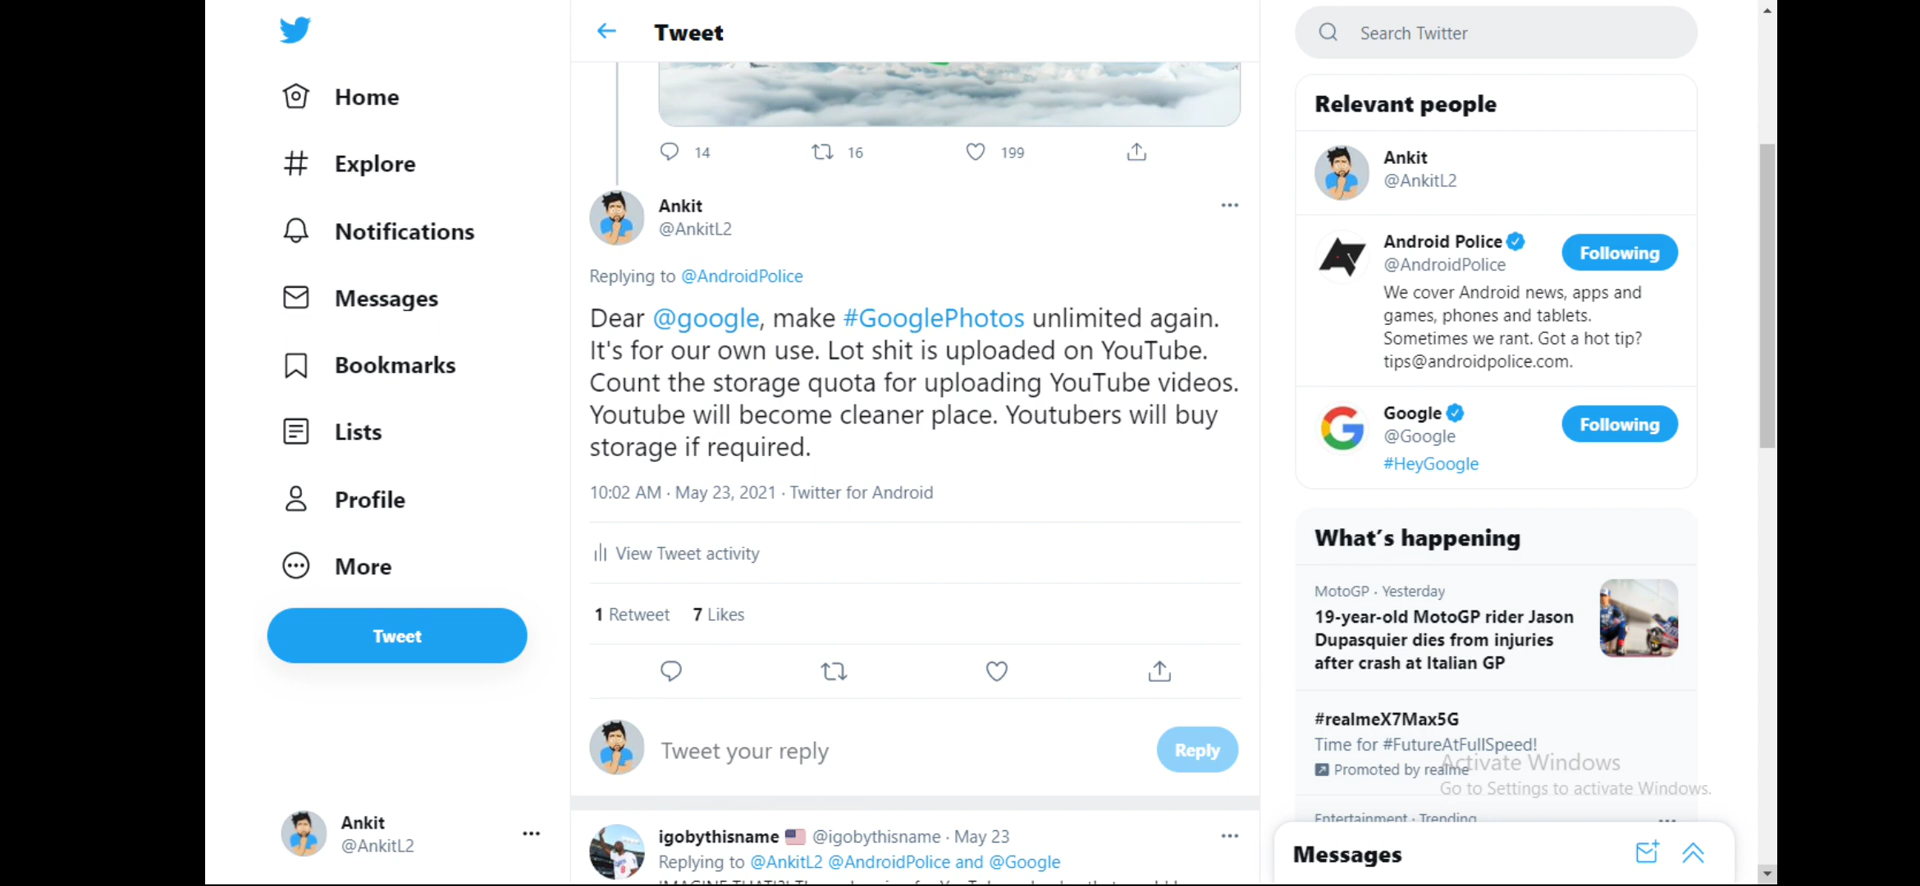 Home
Explore
Notifications
Messages
Bookmarks
Lists
Profile
More
Tweet
Ankit
@AnkitL2
Tweet
14 16 199
Ankit
@AnkitL2
Replying to @AndroidPolice
Dear @google, make #GooglePhotos unlimited again.
It's for our own use. Lot shit is uploaded on YouTube.
Count the storage quota for uploading YouTube videos.
Youtube will become cleaner place. Youtubers will buy
storage if required.
10:02 AM · May 23, 2021 · Twitter for Android
View Tweet activity
1 Retweet 7 Likes
Tweet your reply
Reply
igobythisname 🇺🇸 @igobythisname · May 23
Replying to @AnkitL2 @AndroidPolice and @Google
Search Twitter
Relevant people
Ankit
@AnkitL2
Android Police
@AndroidPolice
Following
We cover Android news, apps and
games, phones and tablets.
Sometimes we rant. Got a hot tip?
tips@androidpolice.com.
Google
@Google
Following
#HeyGoogle
What's happening
MotoGP · Yesterday
19-year-old MotoGP rider Jason
Dupasquier dies from injuries
after crash at Italian GP
#realmeX7Max5G
Time for #FutureAtFullSpeed!
Promoted by realme
Activate Windows
Go to Settings to activate Windows.
Entertainment · Trending
Messages